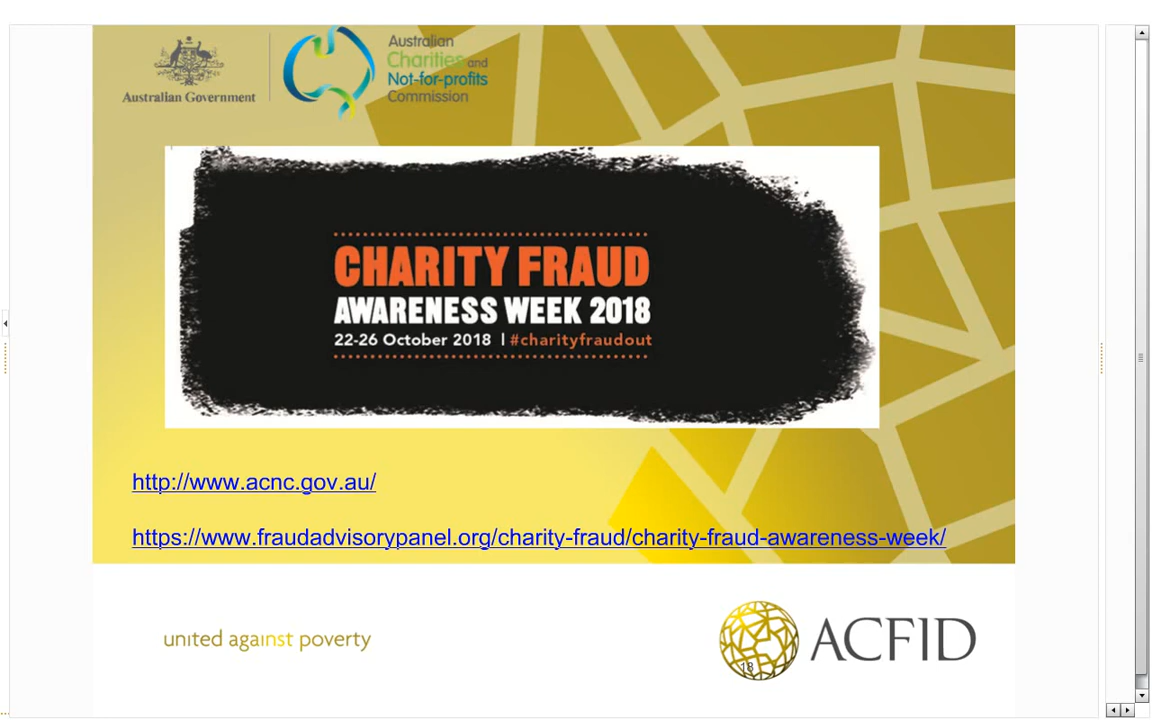 Australian Government
Australian
Charities and
Not-for-profits
Commission
CHARITY FRAUD
AWARENESS WEEK 2018
22-26 October 2018 | #charityfraudout
http://www.acnc.gov.au/
https://www.fraudadvisorypanel.org/charity-fraud/charity-fraud-awareness-week/
united against poverty
ACFID
18